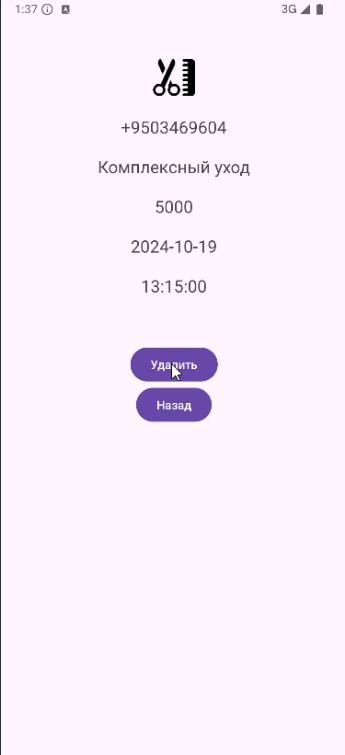 1:37 3G
+9503469604
Комплексный уход
5000
2024-10-19
13:15:00
Удалить
Назад